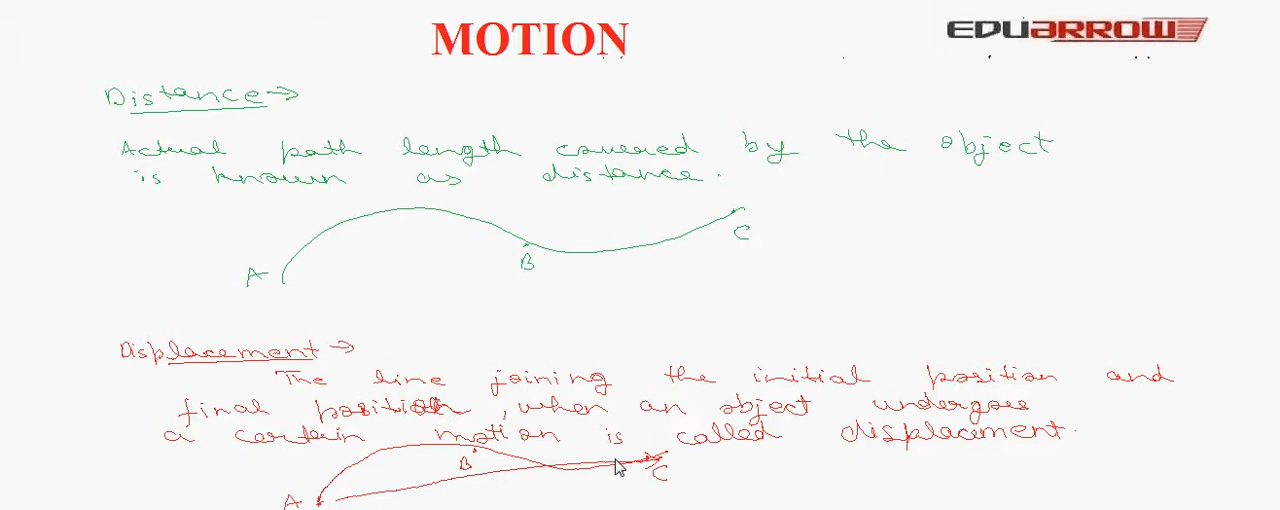 MOTION
EDUARROW
Distance →
Actual path length covered by the object
is known as distance.
C
A
B
Displacement →
The line joining the initial position and
final position, when an object undergoes
a certain motion is called displacement.
B
C
A